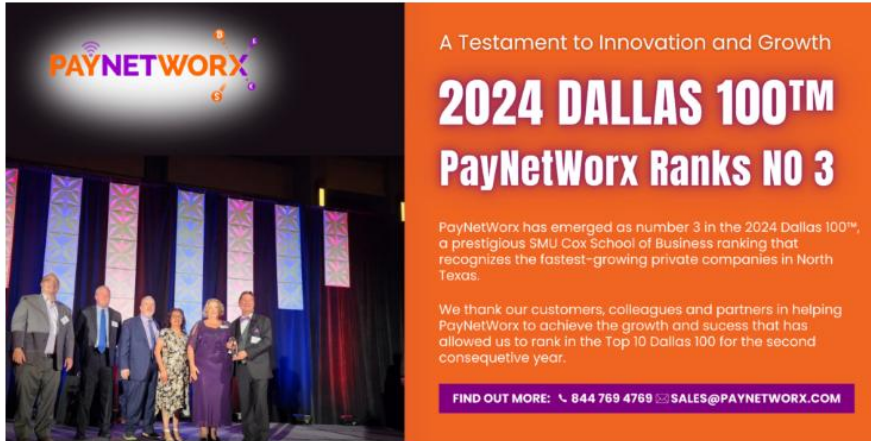 PAYNETWORX
A Testament to Innovation and Growth
2024 DALLAS 100™
PayNetWorx Ranks NO 3
PayNetWorx has emerged as number 3 in the 2024 Dallas 100™,
a prestigious SMU Cox School of Business ranking that
recognizes the fastest-growing private companies in North
Texas.
We thank our customers, colleagues and partners in helping
PayNetWorx to achieve the growth and sucess that has
allowed us to rank in the Top 10 Dallas 100 for the second
consequetive year.
FIND OUT MORE: 844 769 4769 SALES@PAYNETWORX.COM